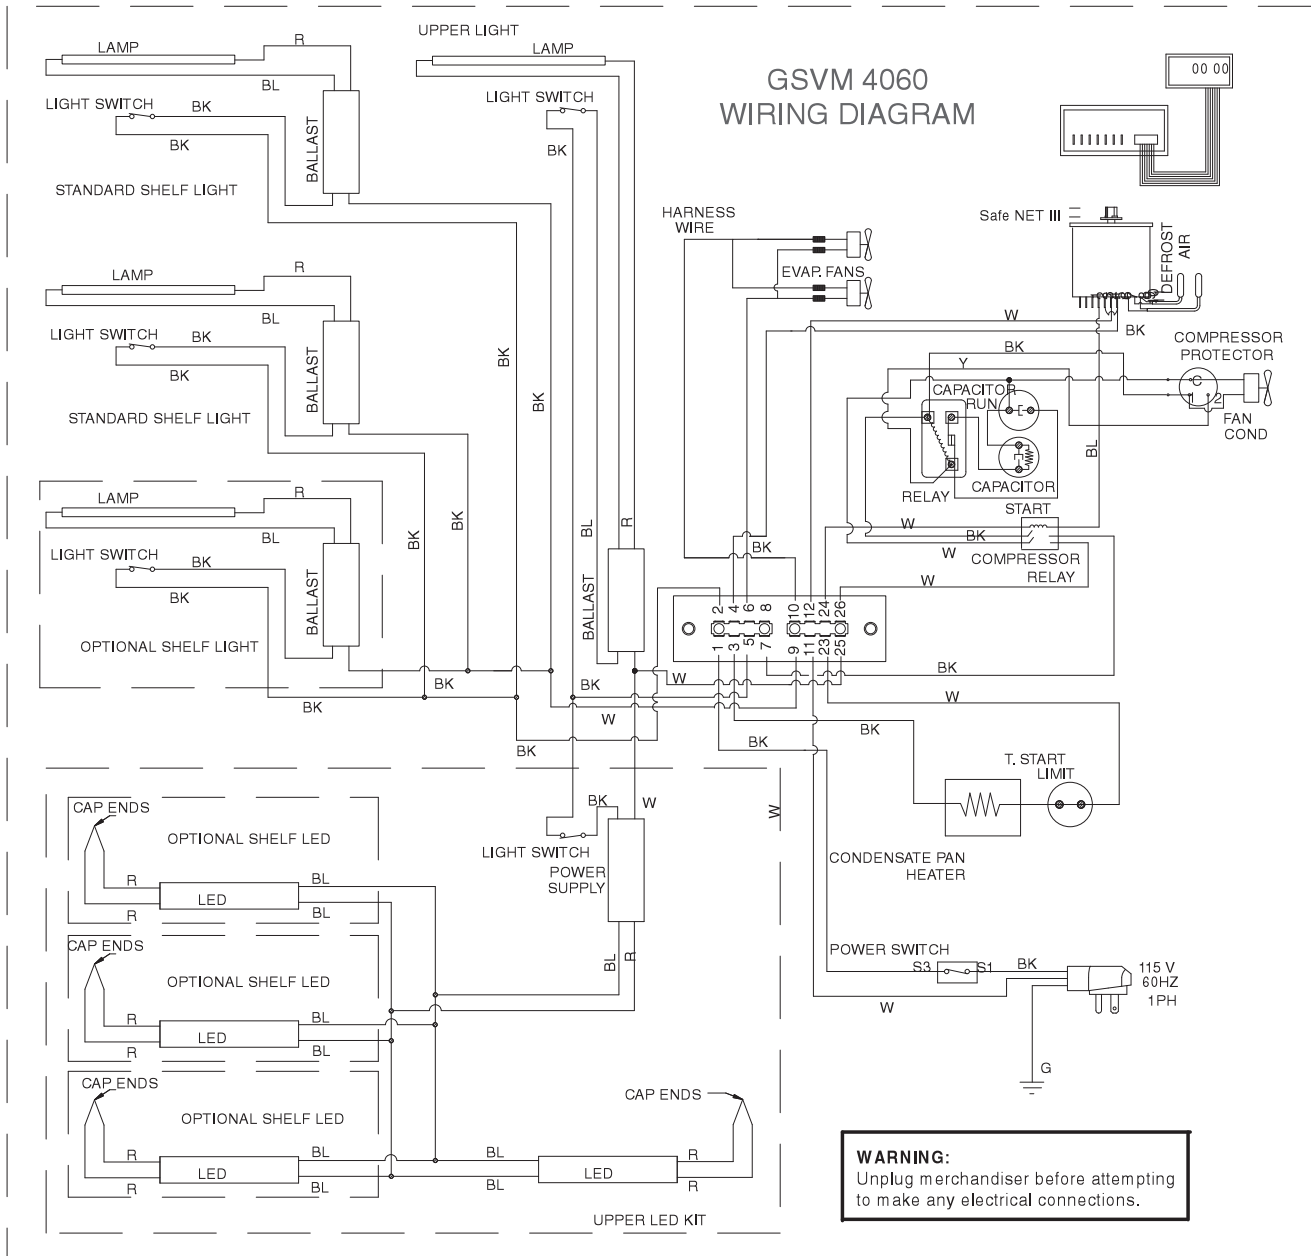 GSVM 4060
WIRING DIAGRAM
LAMP
R
BL
LIGHT SWITCH
BK
BK
BALLAST
STANDARD SHELF LIGHT
UPPER LIGHT
LAMP
LIGHT SWITCH
BK
00 00
Safe NET III
DEFROST
AIR
HARNESS
WIRE
EVAP. FANS
LAMP
R
BL
LIGHT SWITCH
BK
BK
BALLAST
STANDARD SHELF LIGHT
BK
BK
W
BK
BK
Y
COMPRESSOR
PROTECTOR
C
1
2
FAN
COND
CAPACITOR
RUN
CAPACITOR
START
RELAY
BL
W
BK
W
COMPRESSOR
RELAY
W
LAMP
R
BL
LIGHT SWITCH
BK
BK
BALLAST
OPTIONAL SHELF LIGHT
BK
BK
BL
R
BALLAST
BK
2 4 6 8 10 12 24 26
1 3 5 7 9 11 23 25
BK
BK
BK
W
BK
W
W
BK
BK
BK
T. START
LIMIT
CONDENSATE PAN
HEATER
BK
W
W
LIGHT SWITCH
POWER
SUPPLY
BL
R
CAP ENDS
OPTIONAL SHELF LED
R
R
LED
BL
BL
CAP ENDS
OPTIONAL SHELF LED
R
R
LED
BL
BL
CAP ENDS
OPTIONAL SHELF LED
R
R
LED
BL
BL
BL
BL
LED
CAP ENDS
R
R
UPPER LED KIT
POWER SWITCH
S3
S1
BK
W
115 V
60HZ
1PH
G
WARNING:
Unplug merchandiser before attempting
to make any electrical connections.